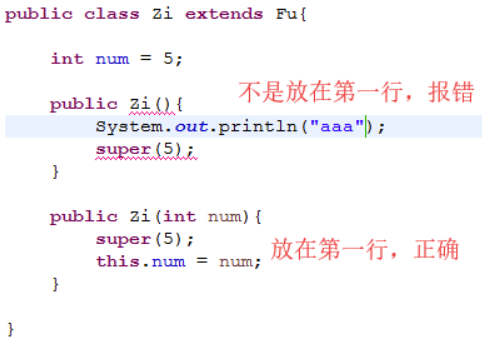 public class Zi extends Fu{
int num = 5;
不是放在第一行，报错
public Zi(){
System.out.println("aaa");
super(5);
}
public Zi(int num){
super(5);
放在第一行，正确
this.num = num;
}
}